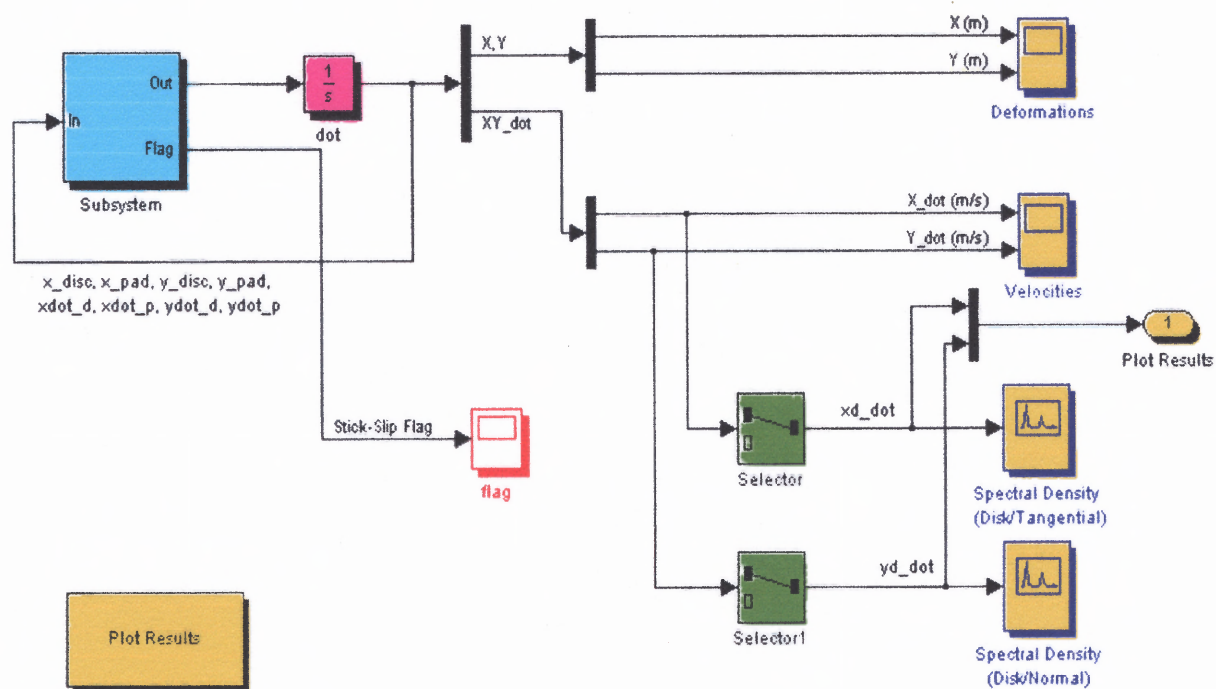 X, Y
X (m)
Y (m)
Deformations
Out
In
Flag
Subsystem
1
s
dot
XY_dot
X_dot (m/s)
Y_dot (m/s)
Velocities
x_disc, x_pad, y_disc, y_pad,
xdot_d, xdot_p, ydot_d, ydot_p
1
Plot Results
Stick-Slip Flag
flag
xd_dot
Selector
Spectral Density
(Disk/Tangential)
yd_dot
Selector1
Spectral Density
(Disk/Normal)
Plot Results